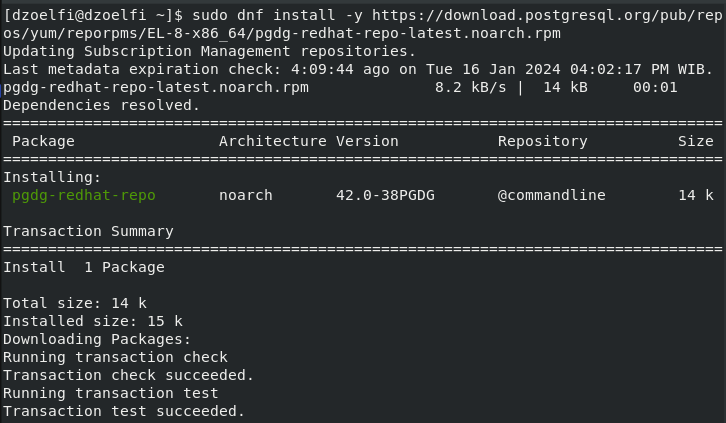 [dzoelfi@dzoelfi ~]$ sudo dnf install -y https://download.postgresql.org/pub/rep
os/yum/reporpms/EL-8-x86_64/pgdg-redhat-repo-latest.noarch.rpm
Updating Subscription Management repositories.
Last metadata expiration check: 4:09:44 ago on Tue 16 Jan 2024 04:02:17 PM WIB.
pgdg-redhat-repo-latest.noarch.rpm              8.2 kB/s |  14 kB     00:01
Dependencies resolved.
================================================================================
 Package                Architecture Version           Repository          Size
================================================================================
Installing:
 pgdg-redhat-repo       noarch       42.0-38PGDG       @commandline        14 k

Transaction Summary
================================================================================
Install  1 Package

Total size: 14 k
Installed size: 15 k
Downloading Packages:
Running transaction check
Transaction check succeeded.
Running transaction test
Transaction test succeeded.